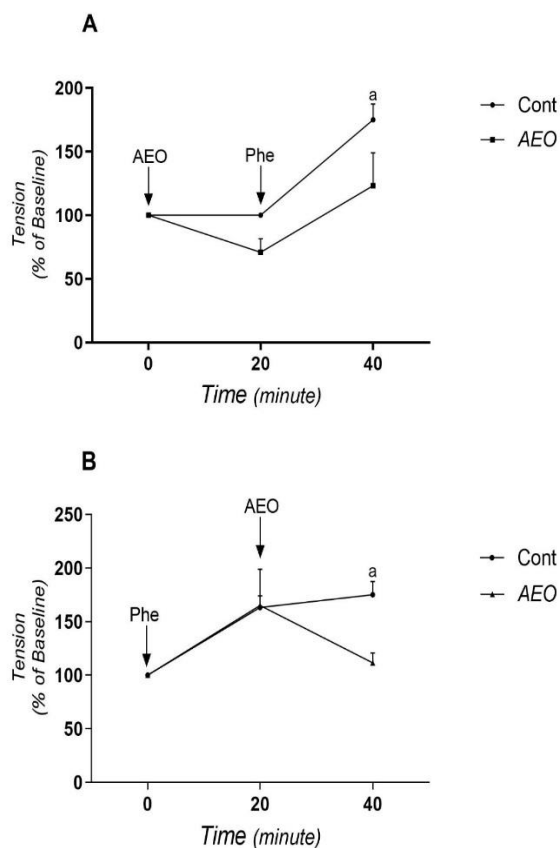 A
200
150
100
50
0
Tension
(% of Baseline)
AEO
Phe
a
Cont
AEO
0 20 40
Time (minute)
B
250
200
150
100
50
0
Tension
(% of Baseline)
Phe
AEO
a
Cont
AEO
0 20 40
Time (minute)